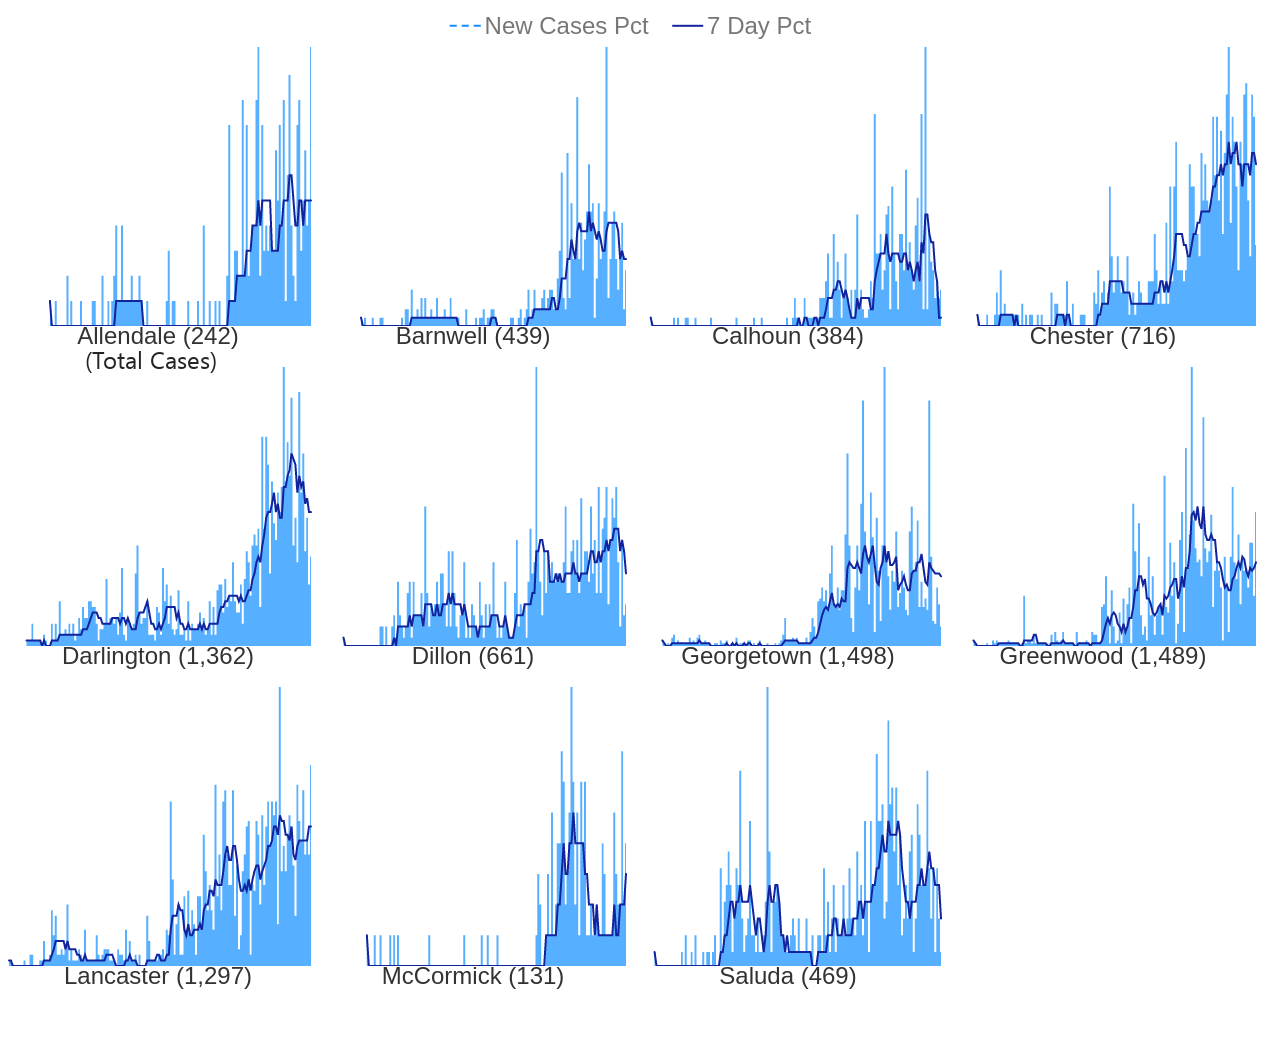 New Cases Pct 7 Day Pct
Allendale (242) Barnwell (439) Calhoun (384) Chester (716)
(Total Cases)
Darlington (1,362) Dillon (661) Georgetown (1,498) Greenwood (1,489)
Lancaster (1,297) McCormick (131) Saluda (469)